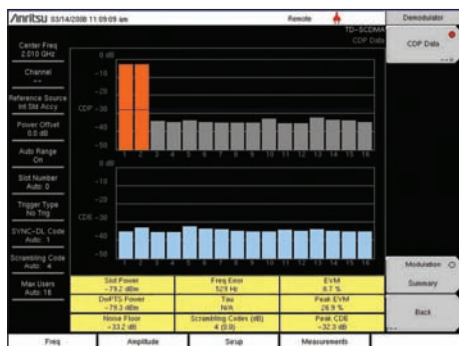 Anritsu 03/14/2008 11:09:09 am
Remote
Demodulator
TD-SCDMA
CDP Data
CDP Data
Center Freq
2.010 GHz
Channel
--
Reference Source
Int Std Accy
Power Offset
0.0 dB
Auto Range
On
Slot Number
Auto: 0
Trigger Type
No Trig
SYNC-DL Code
Auto: 1
Scrambling Code
Auto: 4
Max Users
Auto: 16
0 dB
-10
-20
CDP -30
-40
-50
1 2 3 4 5 6 7 8 9 10 11 12 13 14 15 16
0 dB
-10
-20
CDE -30
-40
-50
1 2 3 4 5 6 7 8 9 10 11 12 13 14 15 16
Slot Power
-79.2 dBm
Freq Error
EVM
DwPTS Power
-79.3 dBm
Tau
N/A
Peak EVM
Noise Floor
-33.2 dB
Scrambling Codes (dB)
4 (0.0)
Peak CDE
-32.3 dB
Modulation
Summary
Back
Freq
Amplitude
Setup
Measurements